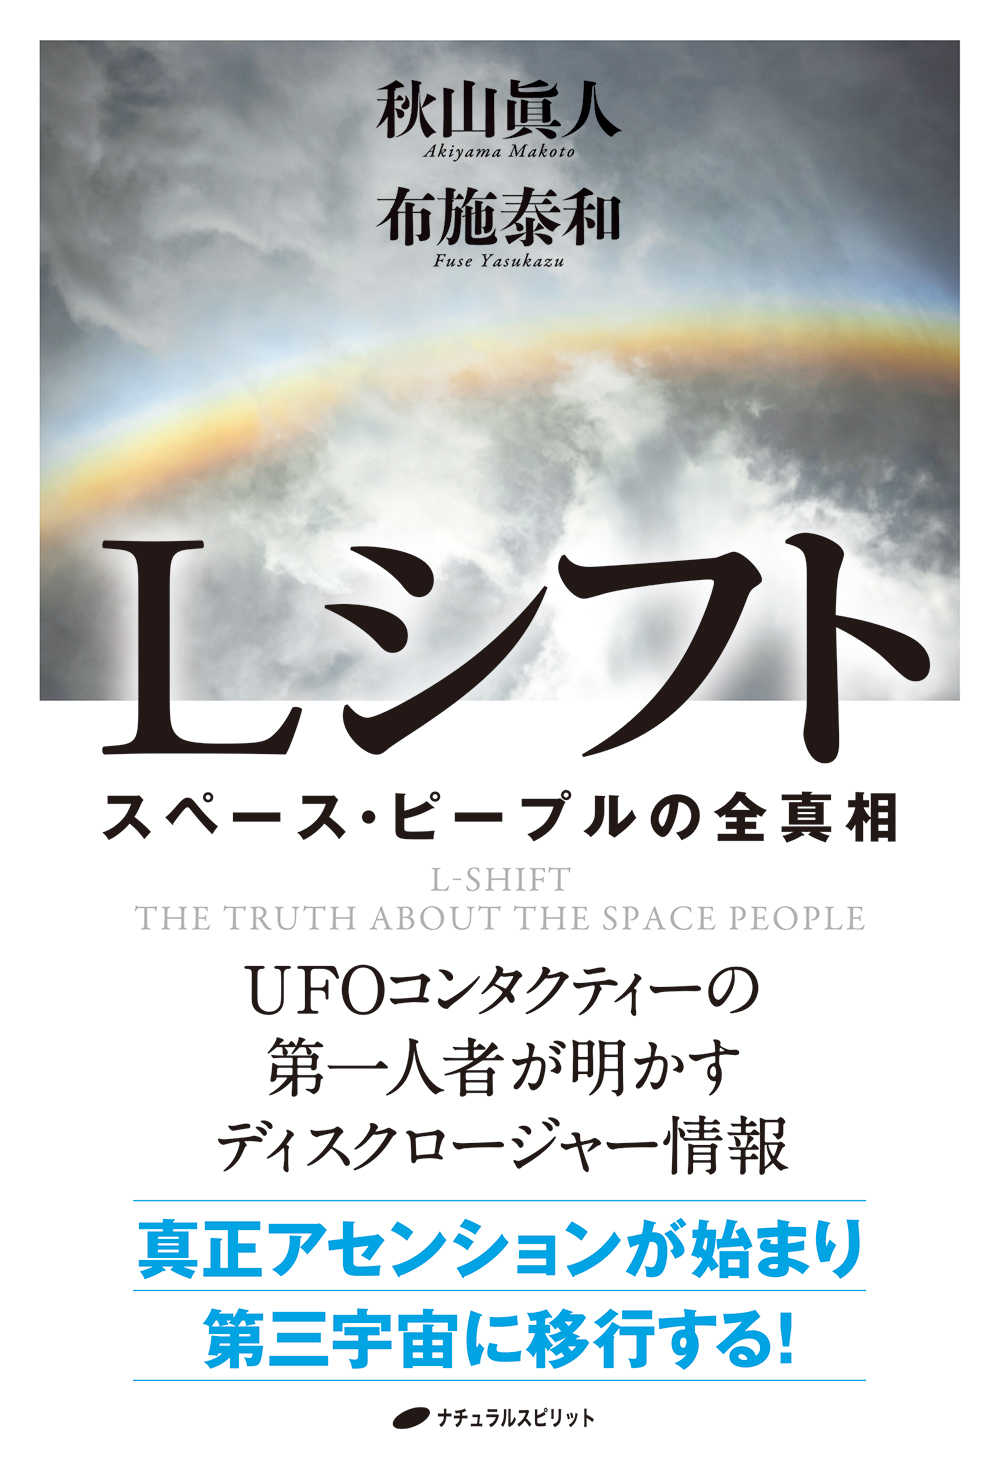 秋山眞人
Akiyama Makoto
布施泰和
Fuse Yasukazu
Lシフト
スペース・ピープルの全真相
L-SHIFT
THE TRUTH ABOUT THE SPACE PEOPLE
UFOコンタクティーの
第一人者が明かす
ディスクロージャー情報
真正アセンションが始まり
第三宇宙に移行する!
ナチュラルスピリット